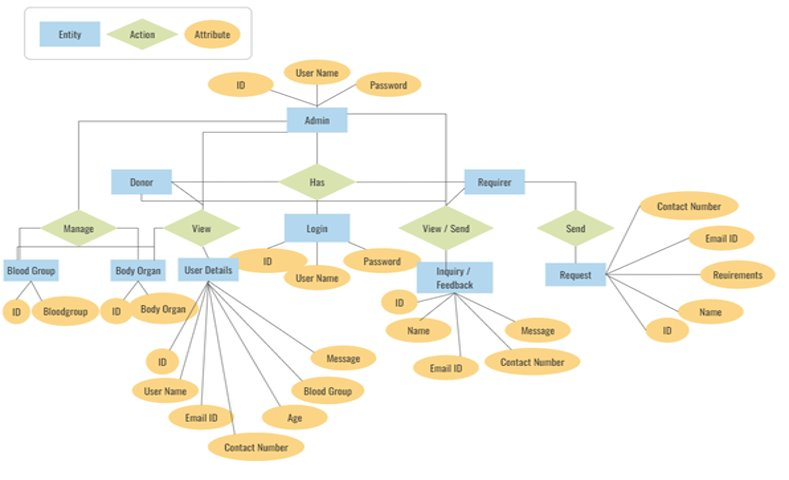 Entity
Action
Attribute
ID
User Name
Password
Admin
Donor
Has
Requirer
Manage
View
Login
View / Send
Send
Contact Number
Email ID
Reuirements
Name
ID
Blood Group
Body Organ
User Details
ID
User Name
Password
Inquiry /
Feedback
Request
ID
Bloodgroup
ID
Body Organ
ID
Name
Email ID
Contact Number
Message
ID
User Name
Email ID
Contact Number
Age
Blood Group
Message